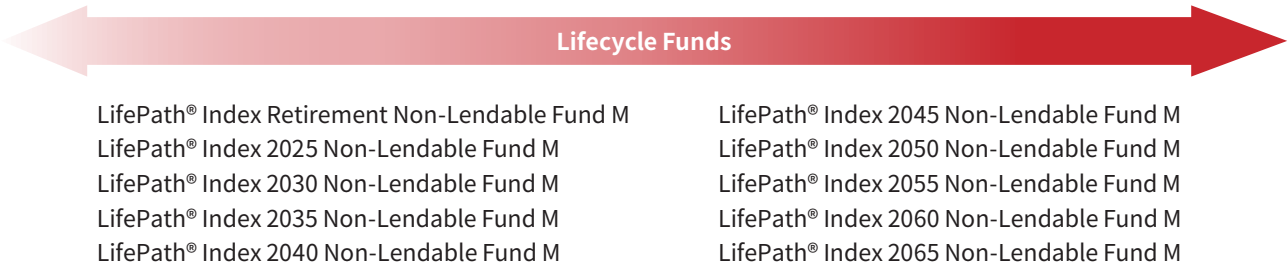 Lifecycle Funds
LifePath® Index Retirement Non-Lendable Fund M
LifePath® Index 2025 Non-Lendable Fund M
LifePath® Index 2030 Non-Lendable Fund M
LifePath® Index 2035 Non-Lendable Fund M
LifePath® Index 2040 Non-Lendable Fund M
LifePath® Index 2045 Non-Lendable Fund M
LifePath® Index 2050 Non-Lendable Fund M
LifePath® Index 2055 Non-Lendable Fund M
LifePath® Index 2060 Non-Lendable Fund M
LifePath® Index 2065 Non-Lendable Fund M